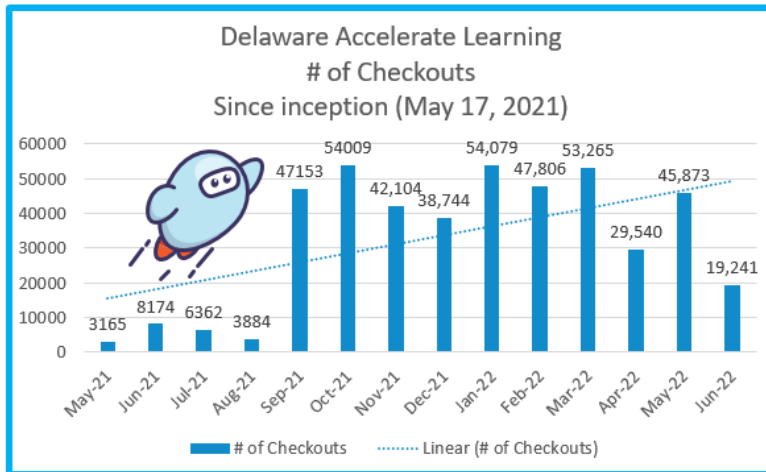 Delaware Accelerate Learning
# of Checkouts
Since inception (May 17, 2021)
60000
50000
40000
30000
20000
10000
0
3165
8174
6362
3884
47153
54009
42,104
38,744
54,079
47,806
53,265
29,540
45,873
19,241
May-21
Jun-21
Jul-21
Aug-21
Sep-21
Oct-21
Nov-21
Dec-21
Jan-22
Feb-22
Mar-22
Apr-22
May-22
Jun-22
# of Checkouts
Linear (# of Checkouts)